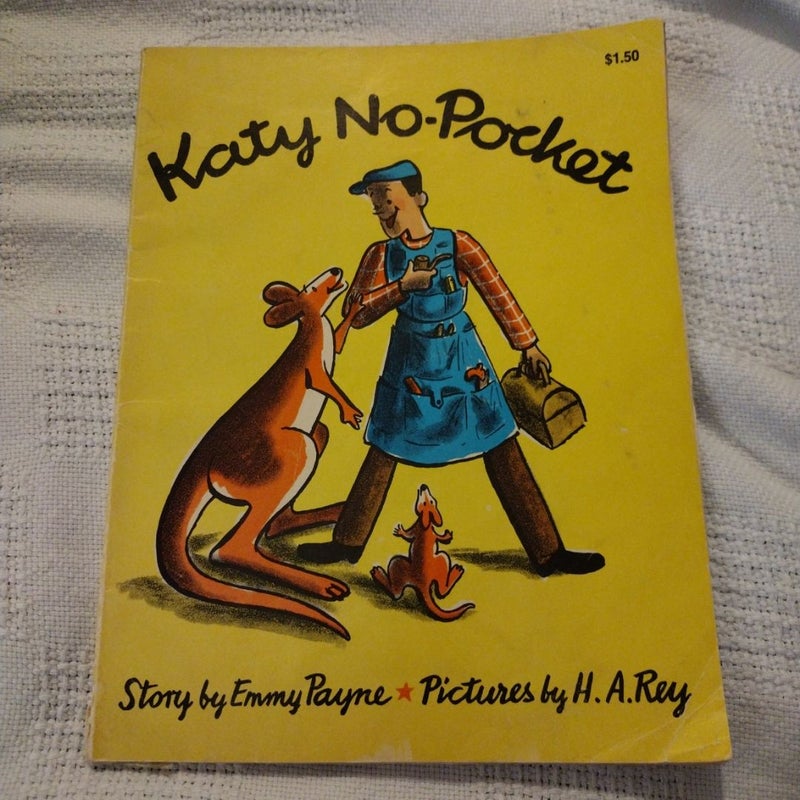 $1.50
Katy No-Pocket
Story by Emmy Payne ★ Pictures by H. A. Rey